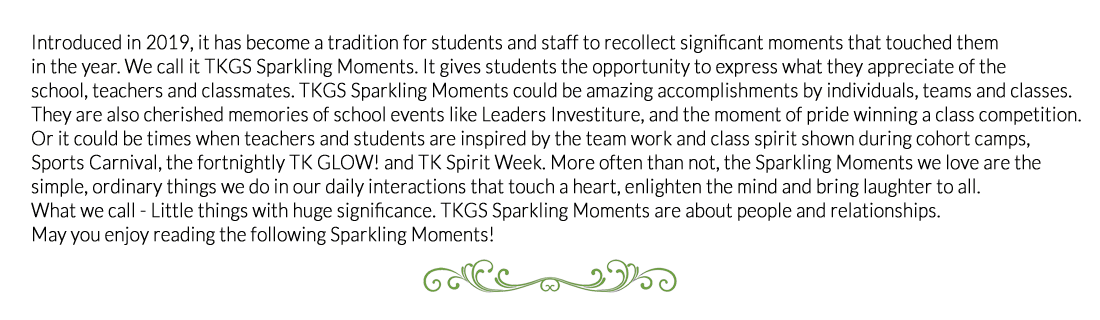 Introduced in 2019, it has become a tradition for students and staff to recollect significant moments that touched them
in the year. We call it TKGS Sparkling Moments. It gives students the opportunity to express what they appreciate of the
school, teachers and classmates. TKGS Sparkling Moments could be amazing accomplishments by individuals, teams and classes.
They are also cherished memories of school events like Leaders Investiture, and the moment of pride winning a class competition.
Or it could be times when teachers and students are inspired by the team work and class spirit shown during cohort camps,
Sports Carnival, the fortnightly TK GLOW! and TK Spirit Week. More often than not, the Sparkling Moments we love are the
simple, ordinary things we do in our daily interactions that touch a heart, enlighten the mind and bring laughter to all.
What we call - Little things with huge significance. TKGS Sparkling Moments are about people and relationships.
May you enjoy reading the following Sparkling Moments!